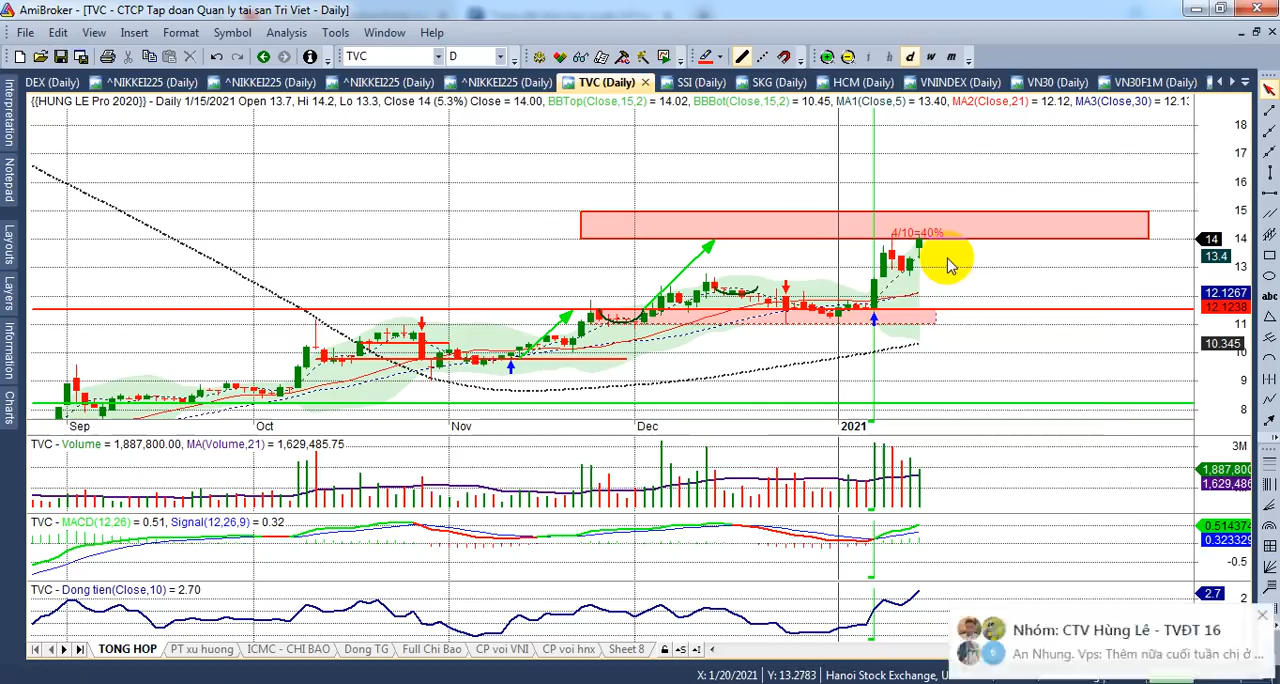 AmiBroker - [TVC - CTCP Tap doan Quan ly tai san Tri Viet - Daily]
File Edit View Insert Format Symbol Analysis Tools Window Help
TVC D i h d w m
DEX (Daily) ^NIKKEI225 (Daily) ^NIKKEI225 (Daily) ^NIKKEI225 (Daily) ^NIKKEI225 (Daily) TVC (Daily) SSI (Daily) SKG (Daily) HCM (Daily) VNINDEX (Daily) VN30 (Daily) VN30F1M (Daily)
Interpretation
Notepad
Layouts
Layers
Information
Charts
{{HUNG LE Pro 2020}} - Daily 1/15/2021 Open 13.7, Hi 14.2, Lo 13.3, Close 14 (5.3%) Close = 14.00, BBTop(Close,15,2) = 14.02, BBBot(Close,15,2) = 10.45, MA1(Close,5) = 13.40, MA2(Close,21) = 12.12, MA3(Close,30) = 12.13
abc
18
17
16
15
4/10=40%
14
14
13.4
13
12.1267
12.1238
11
10.345
10
9
8
Sep Oct Nov Dec 2021
TVC - Volume = 1,887,800.00, MA(Volume,21) = 1,629,485.75
3M
1,887,800
1,629,486
TVC - MACD(12,26) = 0.51, Signal(12,26,9) = 0.32
0.514374
0.323329
-0.5
TVC - Dong tien(Close,10) = 2.70
2.7 2
Nhóm: CTV Hùng Lê - TVĐT 16
An Nhung. Vps: Thêm nữa cuối tuần chị ở ...
TONG HOP PT xu huong ICMC - CHI BAO Dong TG Full Chi Bao CP voi VNI CP voi hnx Sheet 8
X: 1/20/2021 Y: 13.2783 Hanoi Stock Exchange,